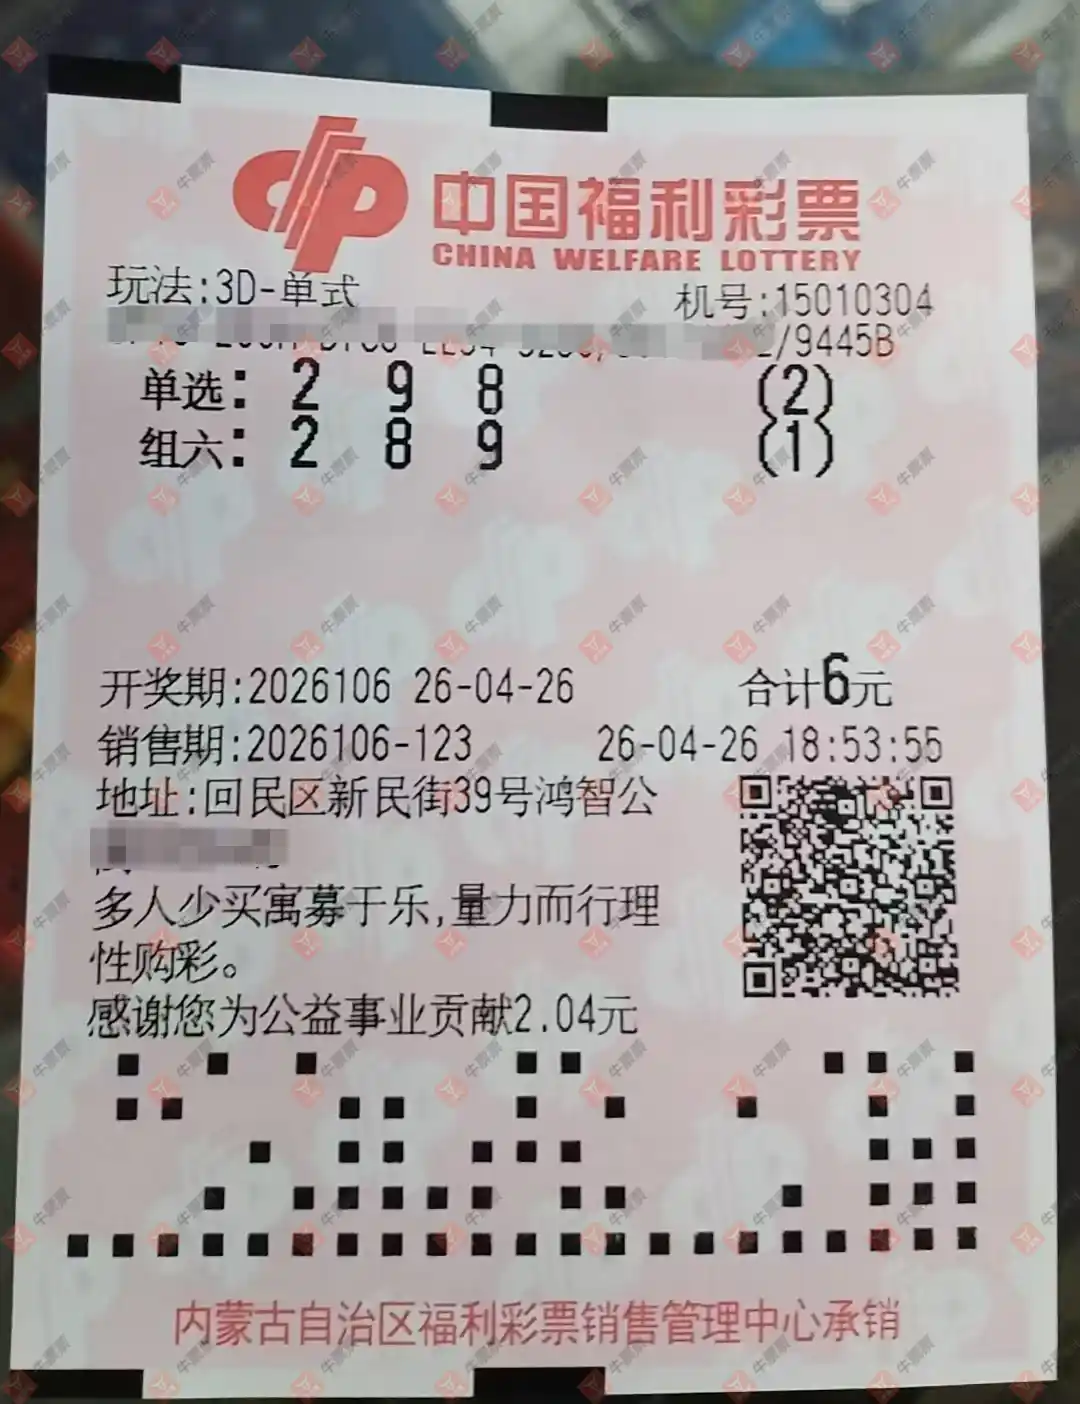 中国福利彩票
CHINA WELFARE LOTTERY
玩法:3D-单式
机号:15010304
/9445B
单选: 2 9 8 (2)
组六: 2 8 9 (1)
开奖期:2026106 26-04-26 合计6元
销售期:2026106-123 26-04-26 18:53:55
地址:回民区新民街39号鸿智公
多人少买寓募于乐,量力而行理
性购彩。
感谢您为公益事业贡献2.04元
内蒙古自治区福利彩票销售管理中心承销
牛票票